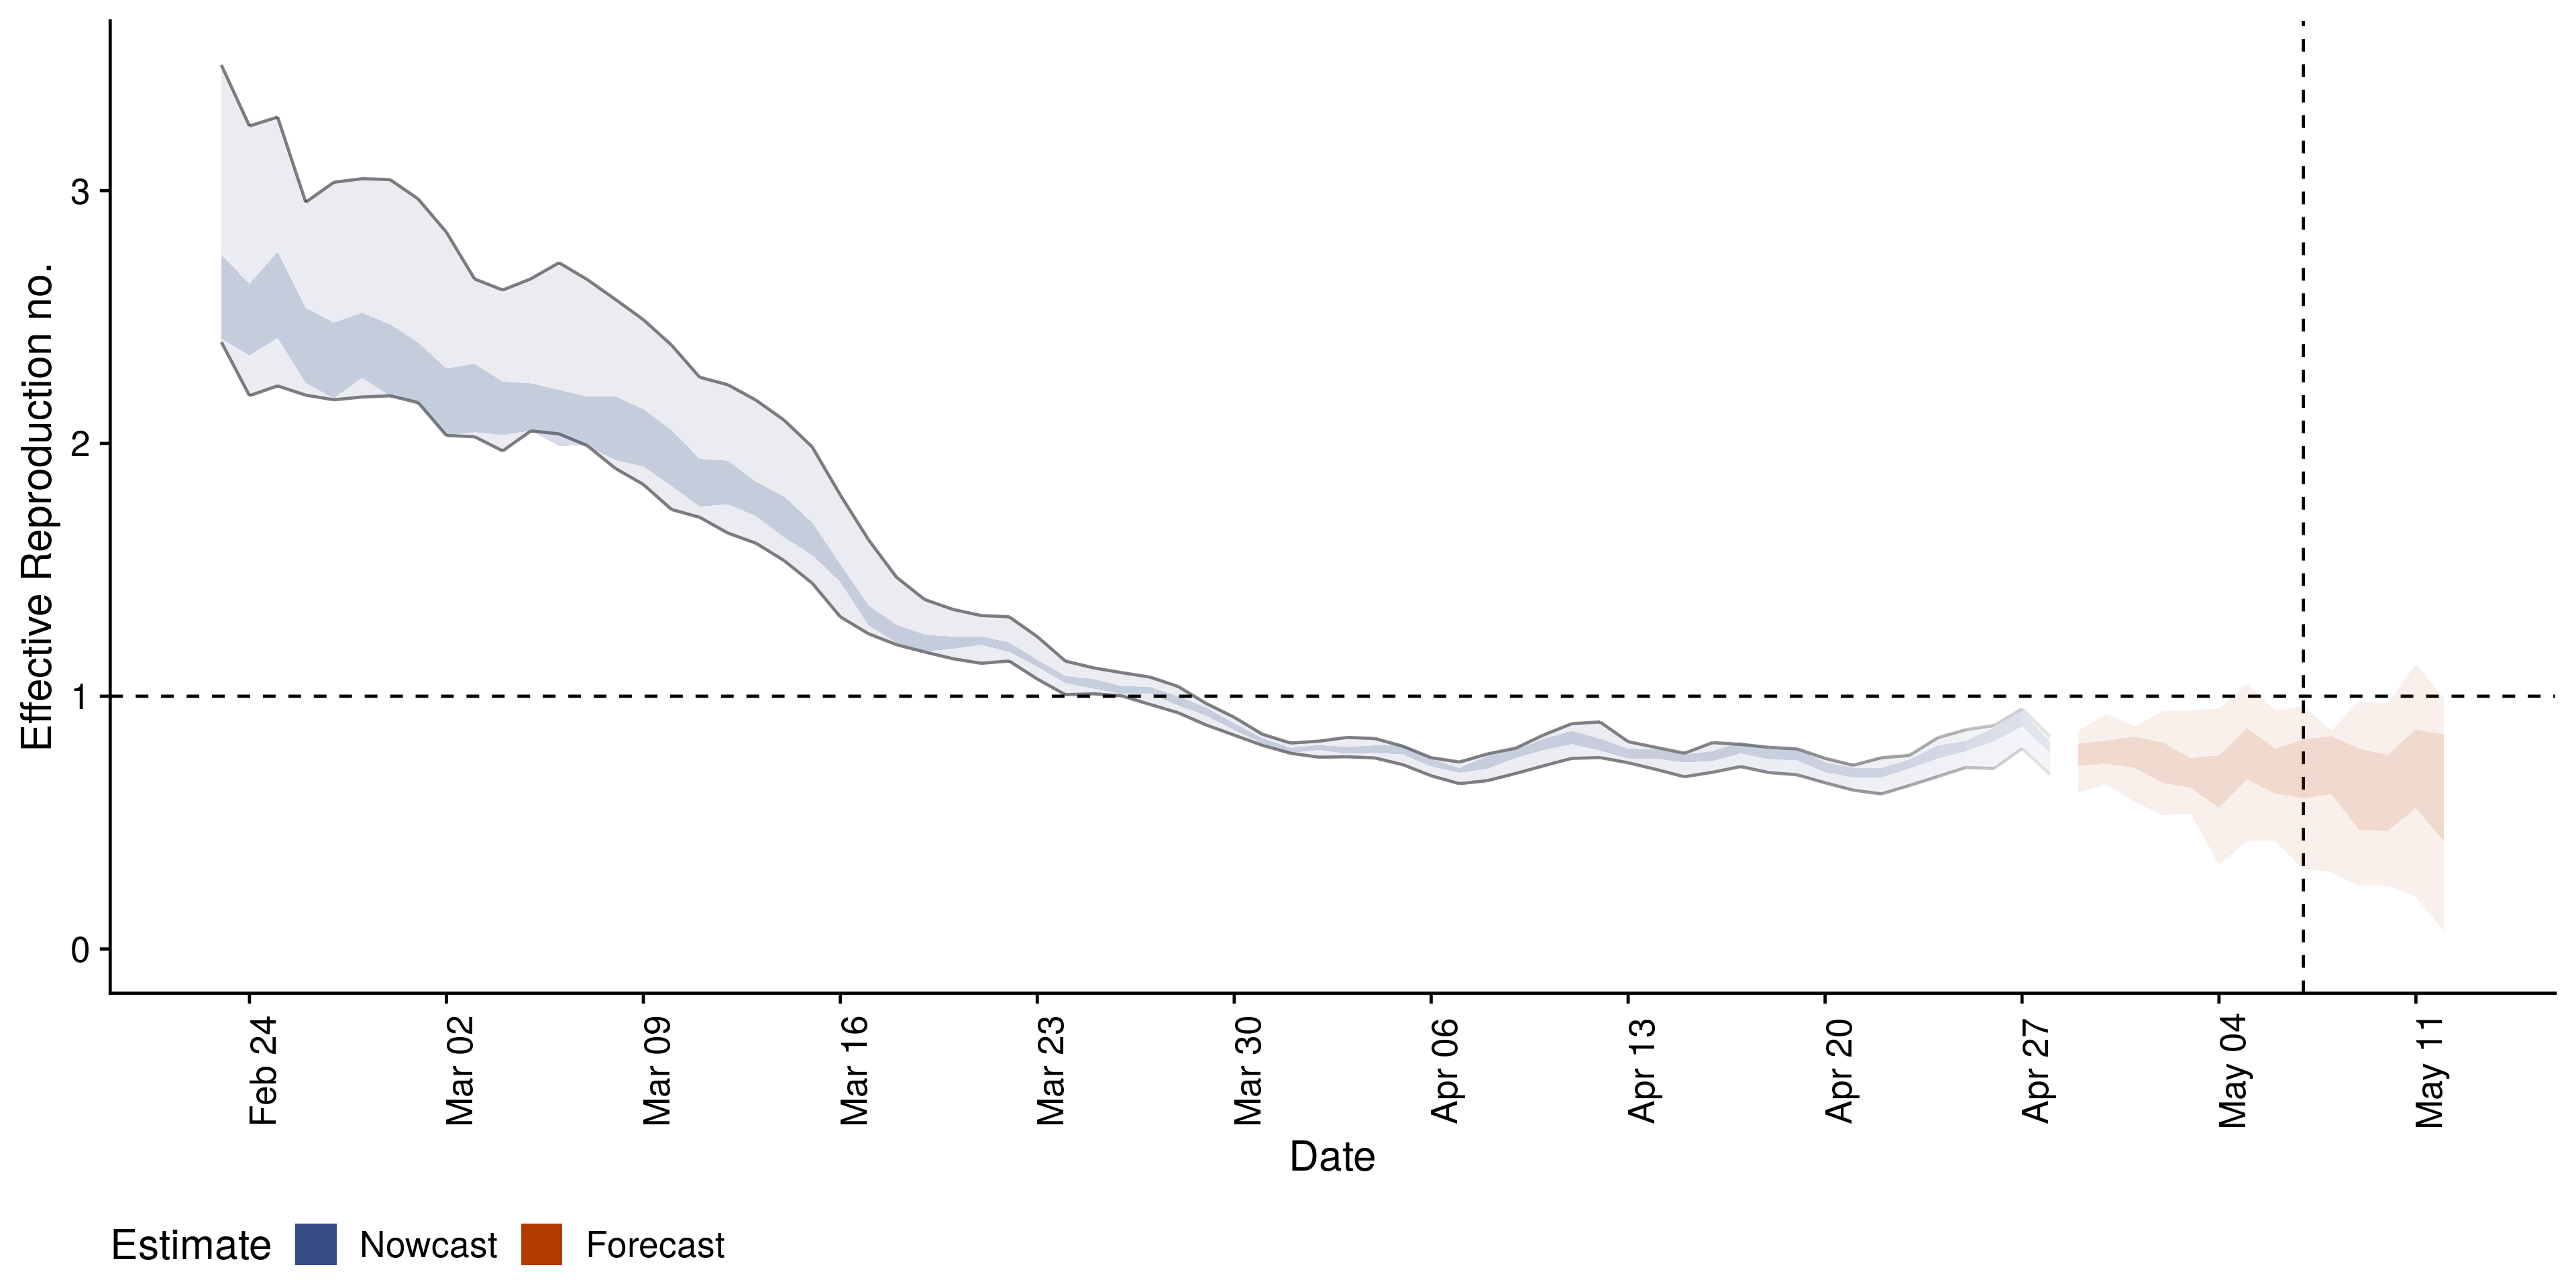 Effective Reproduction no.
3
2
1
0
Feb 24
Mar 02
Mar 09
Mar 16
Mar 23
Mar 30
Apr 06
Apr 13
Apr 20
Apr 27
May 04
May 11
Date
Estimate Nowcast Forecast